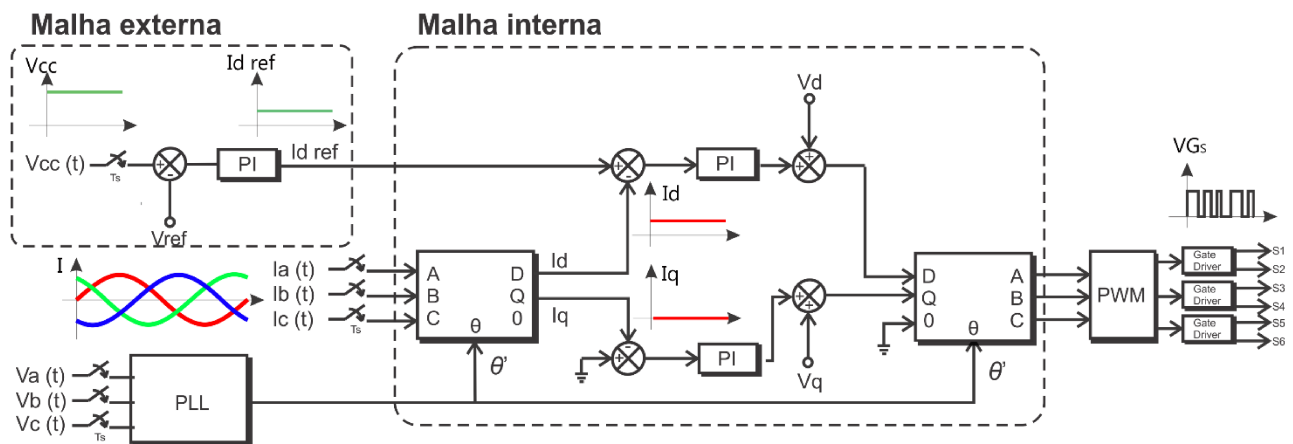 Malha externa
Malha interna
Vcc
Id ref
Vd
Vcc (t)
Ts
+
-
PI
Id ref
+
-
PI
+
+
VGs
Vref
Id
I
Ia (t)
Ib (t)
Ic (t)
Ts
A
B
C
D
Q
0
θ
Id
Iq
Iq
+
-
PI
+
+
Vq
D
Q
0
A
B
C
θ
PWM
Gate
Driver
Gate
Driver
Gate
Driver
S1
S2
S3
S4
S5
S6
θ'
θ'
Va (t)
Vb (t)
Vc (t)
Ts
PLL